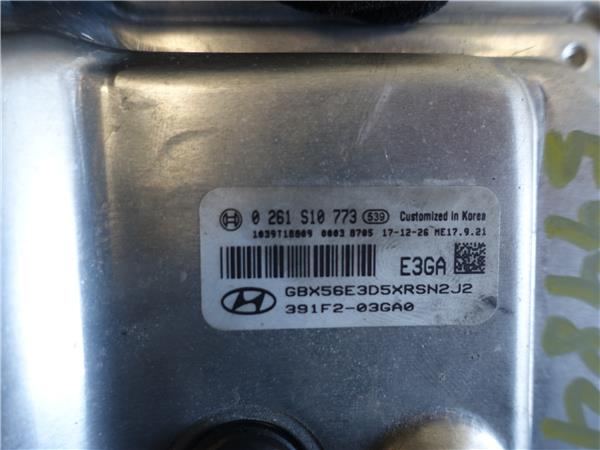 0 261 S10 773 539 Customized in Korea
1039T18809 0003 8705 17-12-26 ME17.9.21
E3GA
GBX56E3D5XRSN2J2
391F2-03GA0